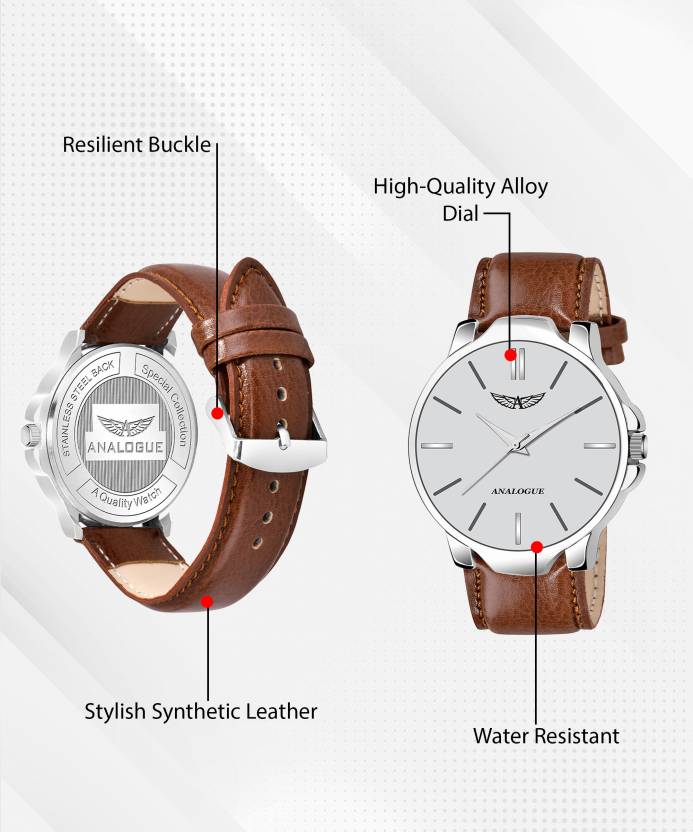 Resilient Buckle
High-Quality Alloy
Dial
STAINLESS STEEL BACK
Special Collection
ANALOGUE
A Quality Watch
A
ANALOGUE
Stylish Synthetic Leather
Water Resistant